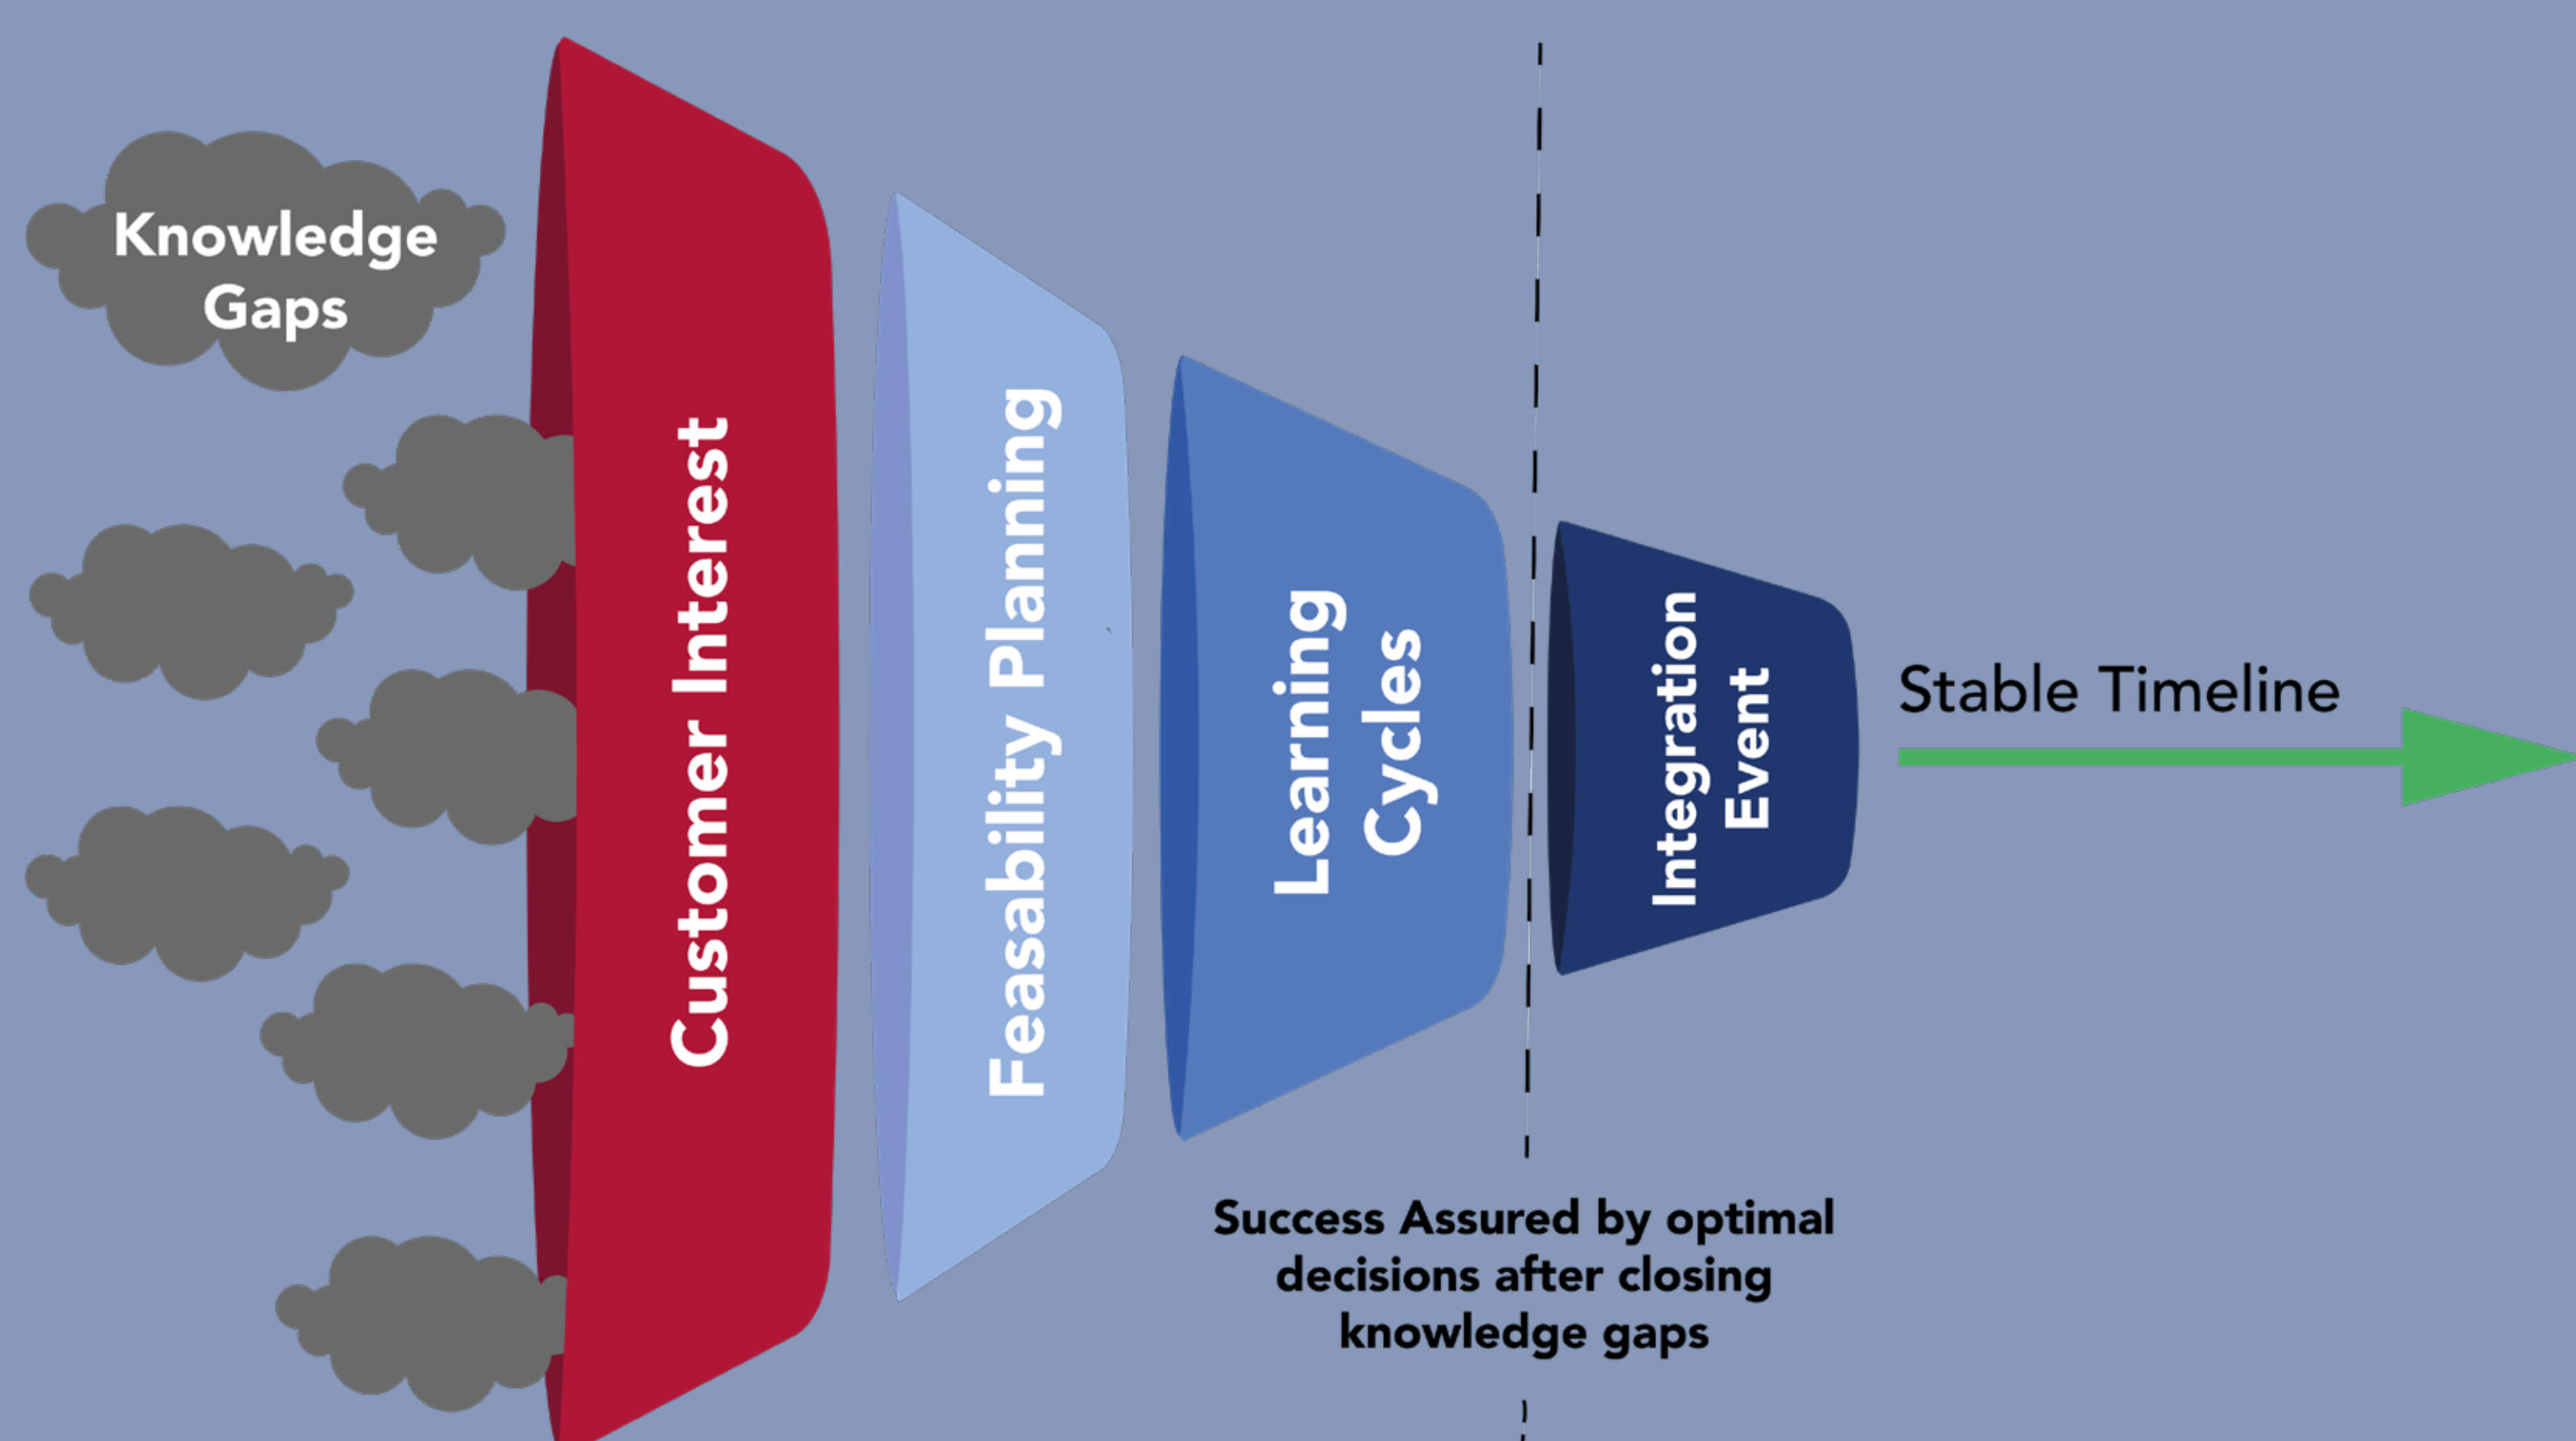 Knowledge
Gaps
Customer Interest
Feasability Planning
Learning
Cycles
Integration
Event
Stable Timeline
Success Assured by optimal
decisions after closing
knowledge gaps